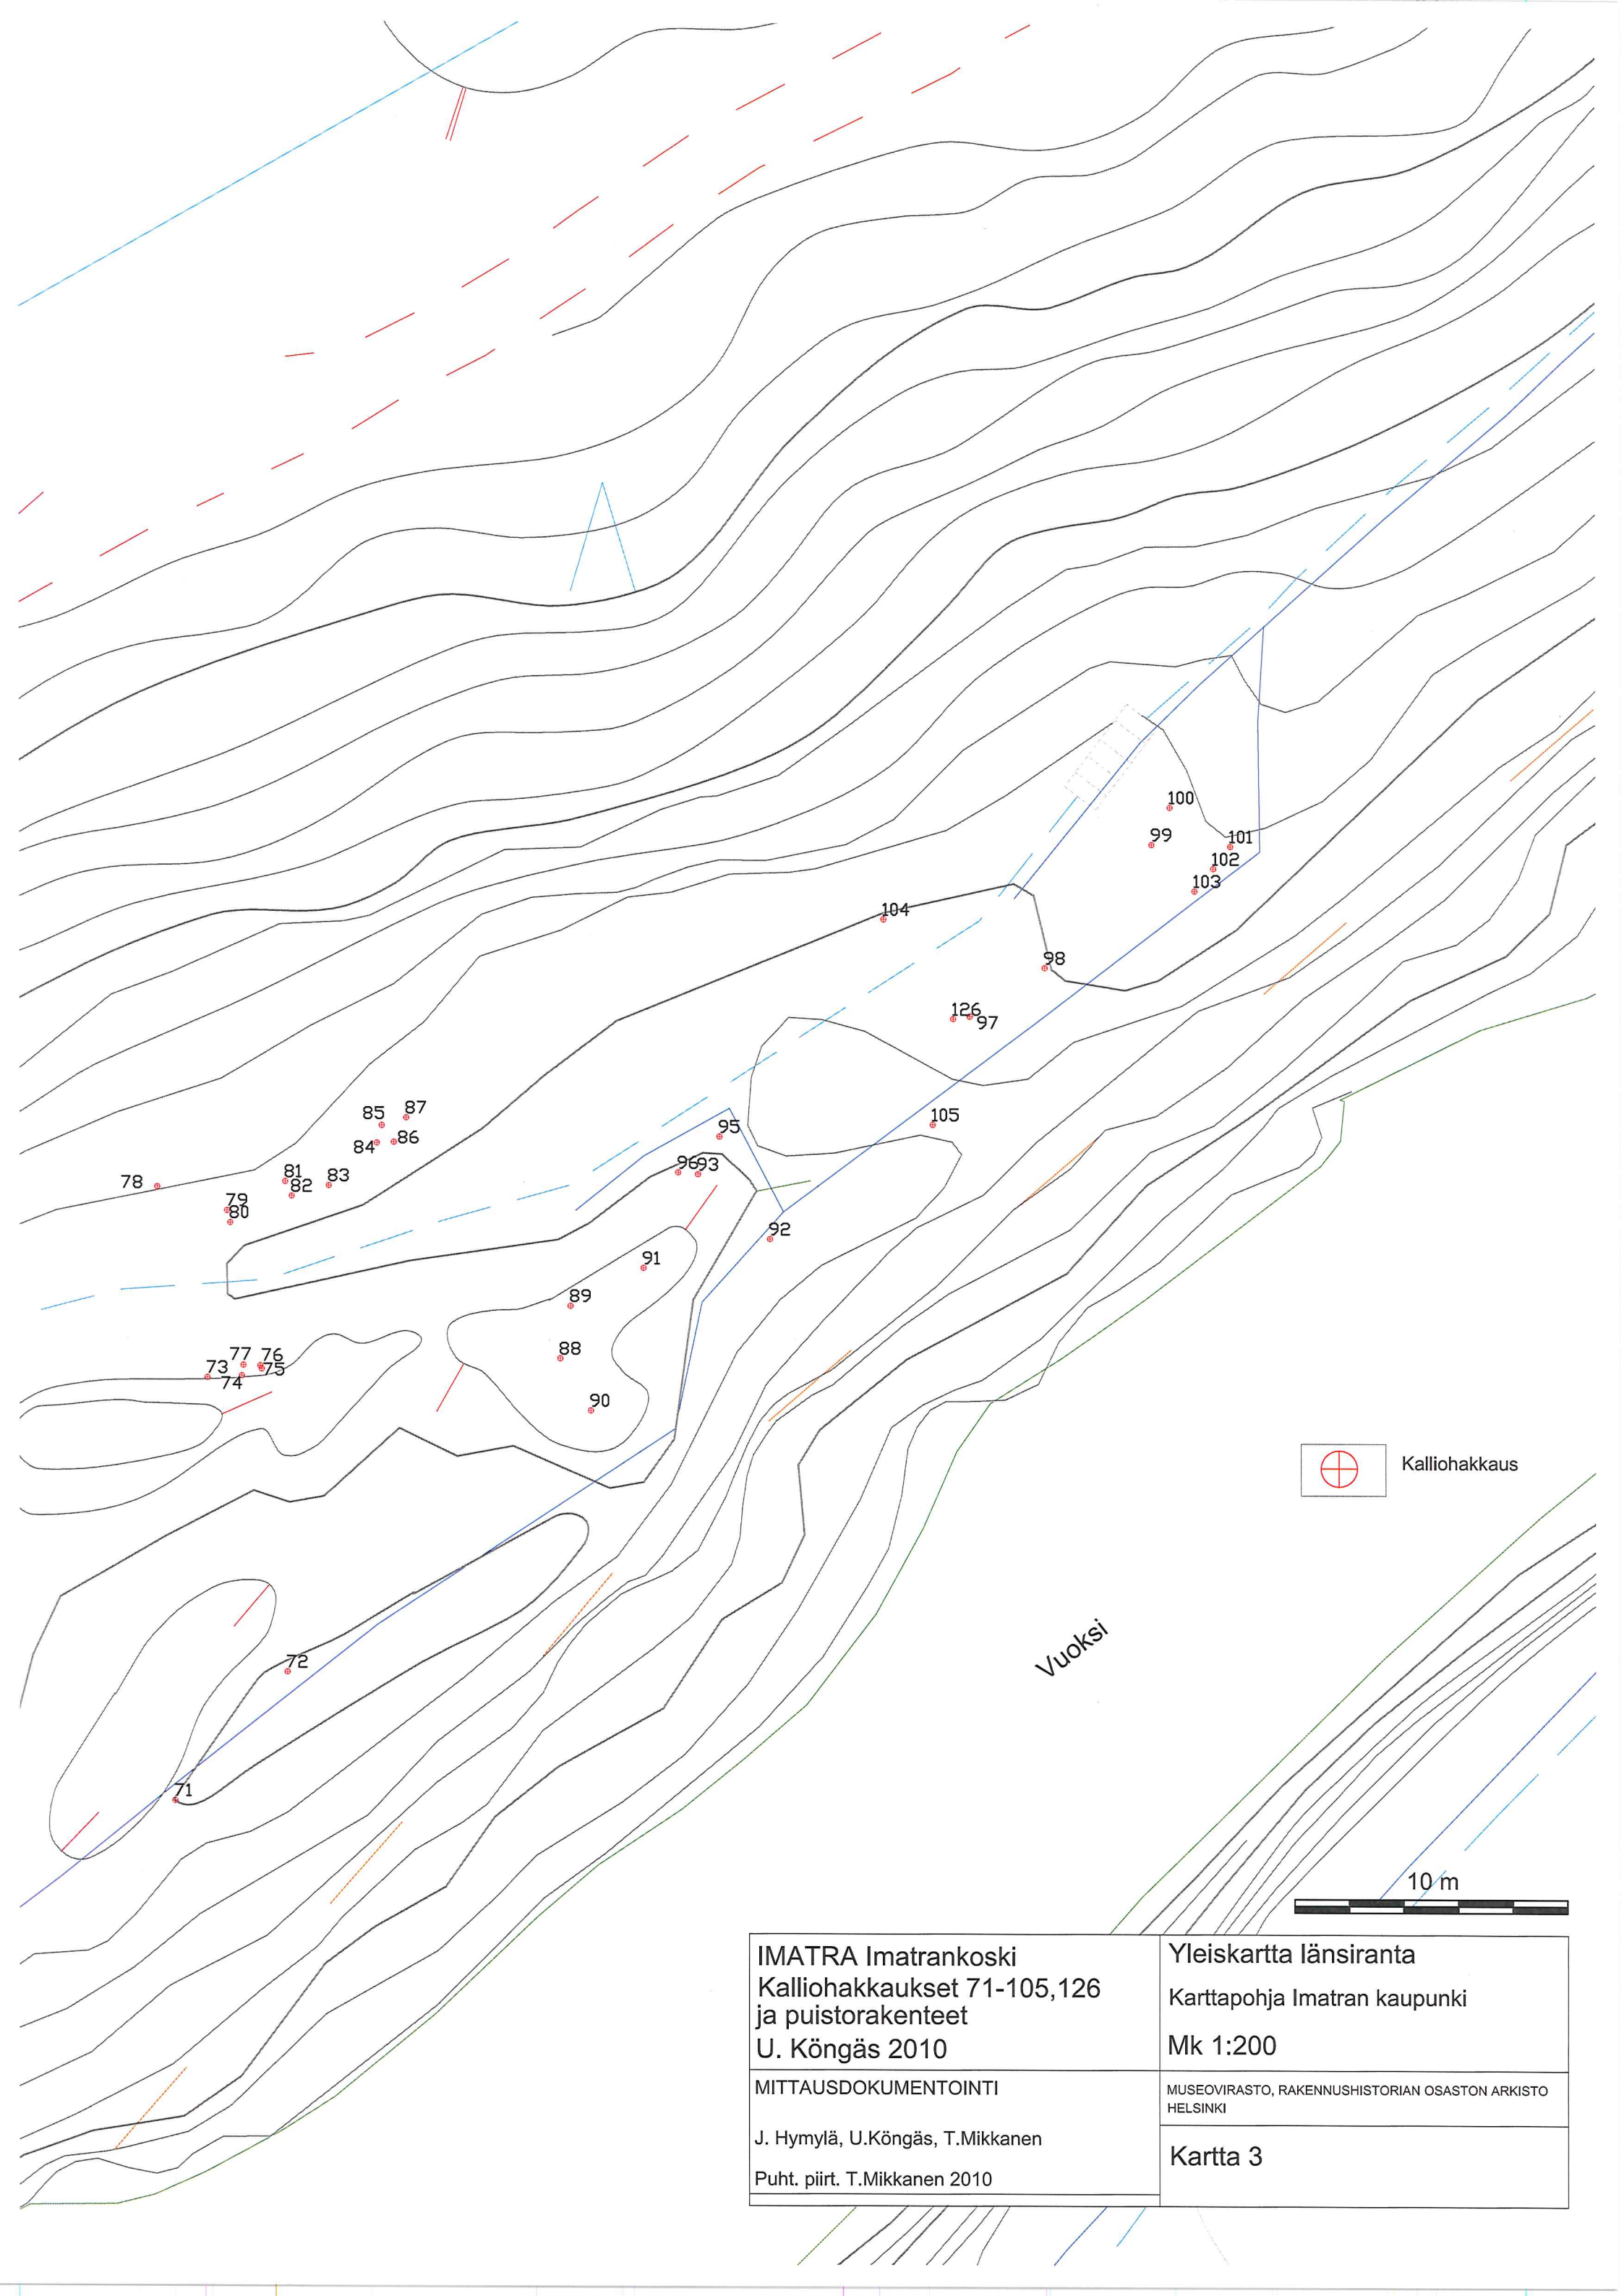 100
99
101
102
103
104
98
126
97
105
87
85
86
84
95
96
93
81
83
78
82
79
80
92
91
89
88
77
76
73
75
74
90
Kalliohakkaus
Vuoksi
72
71
10 m
IMATRA Imatrankoski
Kalliohakkaukset 71-105,126
ja puistorakenteet
U. Köngäs 2010
MITTAUSDOKUMENTOINTI
J. Hymylä, U.Köngäs, T.Mikkanen
Puht. piirt. T.Mikkanen 2010
Yleiskartta länsiranta
Karttapohja Imatran kaupunki
Mk 1:200
MUSEOVIRASTO, RAKENNUSHISTORIAN OSASTON ARKISTO
HELSINKI
Kartta 3